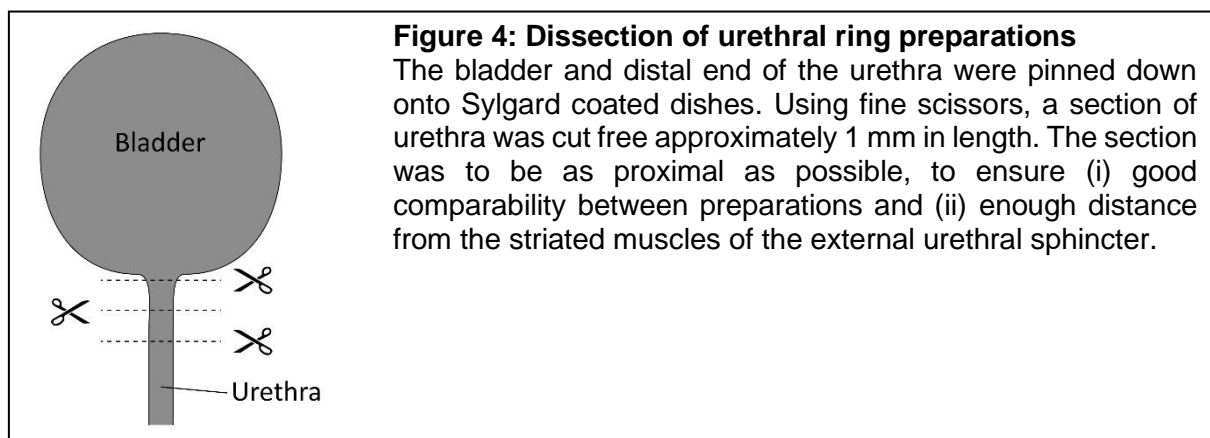 Bladder
Urethra
Figure 4: Dissection of urethral ring preparations
The bladder and distal end of the urethra were pinned down
onto Sylgard coated dishes. Using fine scissors, a section of
urethra was cut free approximately 1 mm in length. The section
was to be as proximal as possible, to ensure (i) good
comparability between preparations and (ii) enough distance
from the striated muscles of the external urethral sphincter.